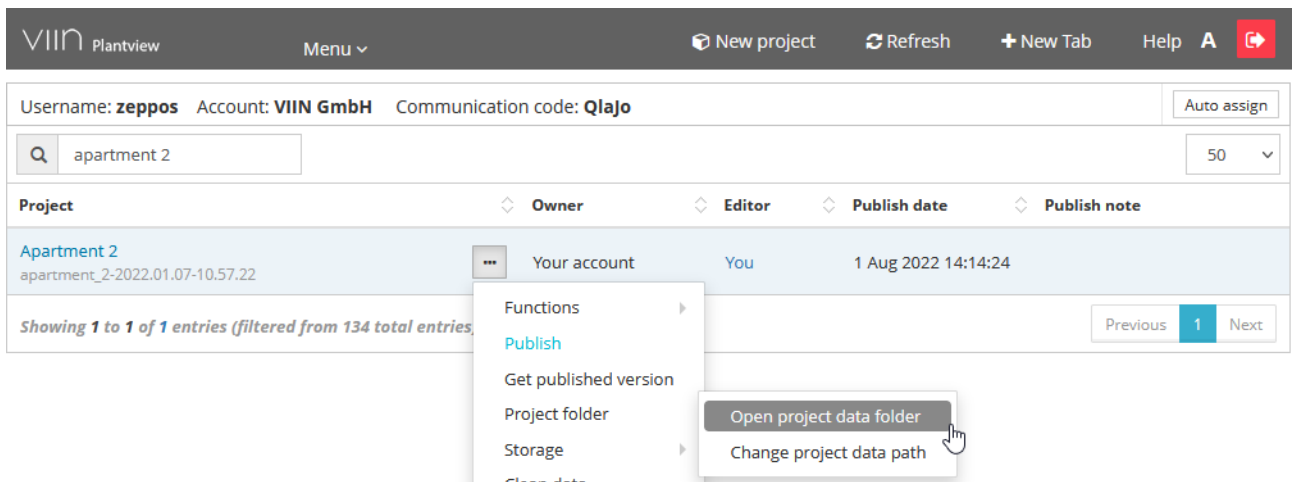 VIIN Plantview Menu New project Refresh New Tab Help A
Username: zeppos Account: VIIN GmbH Communication code: QlaJo Auto assign
apartment 2 50
Project Owner Editor Publish date Publish note
Apartment 2
apartment_2-2022.01.07-10.57.22
Your account You 1 Aug 2022 14:14:24
Functions
Showing 1 to 1 of 1 entries (filtered from 134 total entries) Previous 1 Next
Publish
Get published version
Project folder
Open project data folder
Storage
Change project data path
Clean data